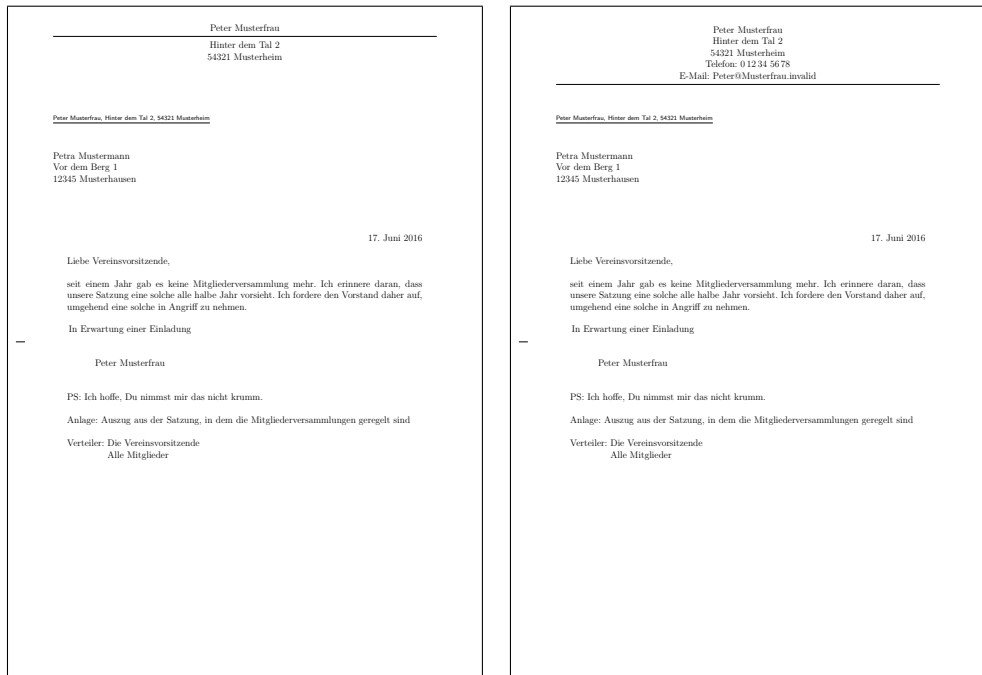 Peter Musterfrau
Hinter dem Tal 2
54321 Musterheim
Peter Musterfrau, Hinter dem Tal 2, 54321 Musterheim
Petra Mustermann
Vor dem Berg 1
12345 Musterhausen
17. Juni 2016
Liebe Vereinsvorsitzende,
seit einem Jahr gab es keine Mitgliederversammlung mehr. Ich erinnere daran, dass
unsere Satzung eine solche alle halbe Jahr vorsieht. Ich fordere den Vorstand daher auf,
umgehend eine solche in Angriff zu nehmen.
In Erwartung einer Einladung
Peter Musterfrau
PS: Ich hoffe, Du nimmst mir das nicht krumm.
Anlage: Auszug aus der Satzung, in dem die Mitgliederversammlungen geregelt sind
Verteiler: Die Vereinsvorsitzende
Alle Mitglieder
Peter Musterfrau
Hinter dem Tal 2
54321 Musterheim
Telefon: 0 12 34 56 78
E-Mail: Peter@Musterfrau.invalid
Peter Musterfrau, Hinter dem Tal 2, 54321 Musterheim
Petra Mustermann
Vor dem Berg 1
12345 Musterhausen
17. Juni 2016
Liebe Vereinsvorsitzende,
seit einem Jahr gab es keine Mitgliederversammlung mehr. Ich erinnere daran, dass
unsere Satzung eine solche alle halbe Jahr vorsieht. Ich fordere den Vorstand daher auf,
umgehend eine solche in Angriff zu nehmen.
In Erwartung einer Einladung
Peter Musterfrau
PS: Ich hoffe, Du nimmst mir das nicht krumm.
Anlage: Auszug aus der Satzung, in dem die Mitgliederversammlungen geregelt sind
Verteiler: Die Vereinsvorsitzende
Alle Mitglieder